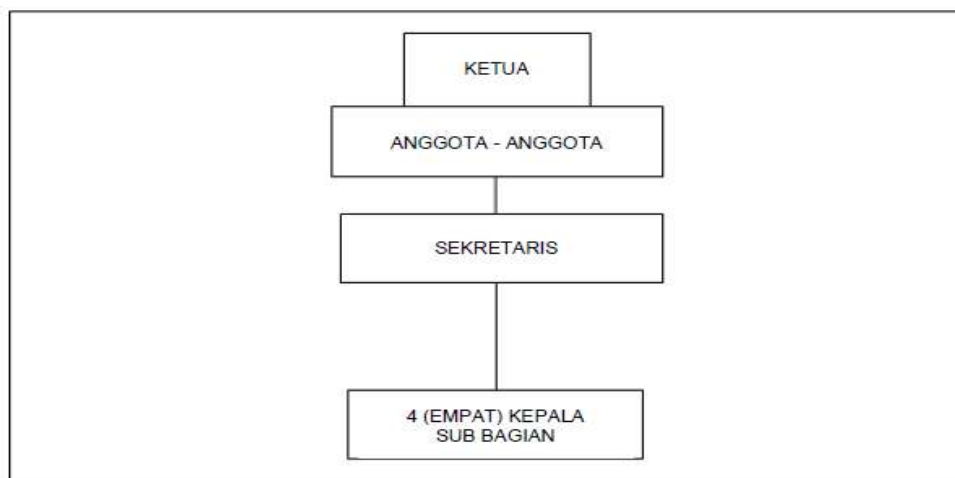 KETUA
ANGGOTA - ANGGOTA
SEKRETARIS
4 (EMPAT) KEPALA
SUB BAGIAN